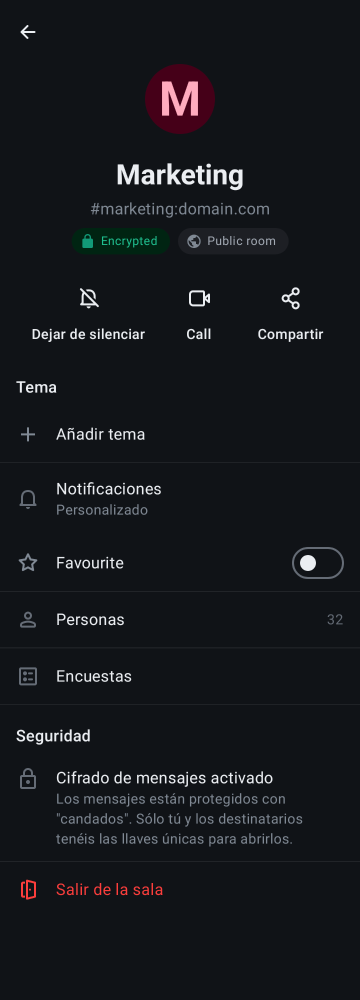 M
Marketing
#marketing:domain.com
Encrypted
Public room
Dejar de silenciar
Call
Compartir
Tema
Añadir tema
Notificaciones
Personalizado
Favourite
Personas
32
Encuestas
Seguridad
Cifrado de mensajes activado
Los mensajes están protegidos con
"candados". Sólo tú y los destinatarios
tenéis las llaves únicas para abrirlos.
Salir de la sala